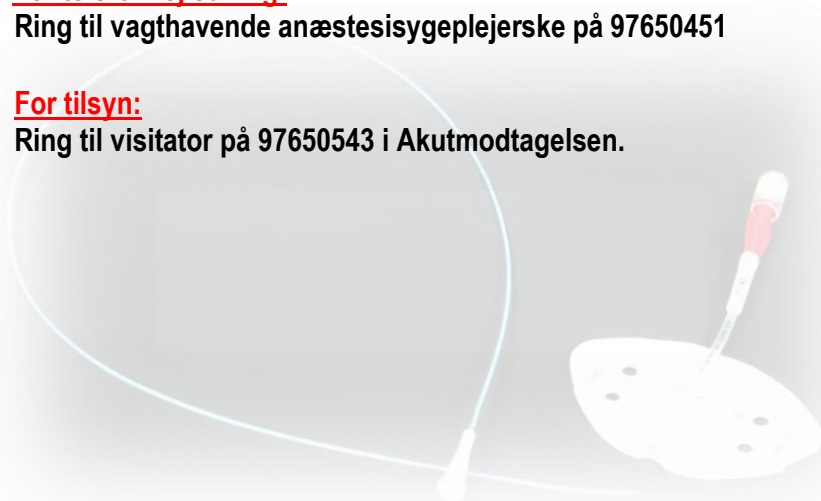 Ring til vagthavende anæstesisygeplejerske på 97650451
For tilsyn:
Ring til visitator på 97650543 i Akutmodtagelsen.